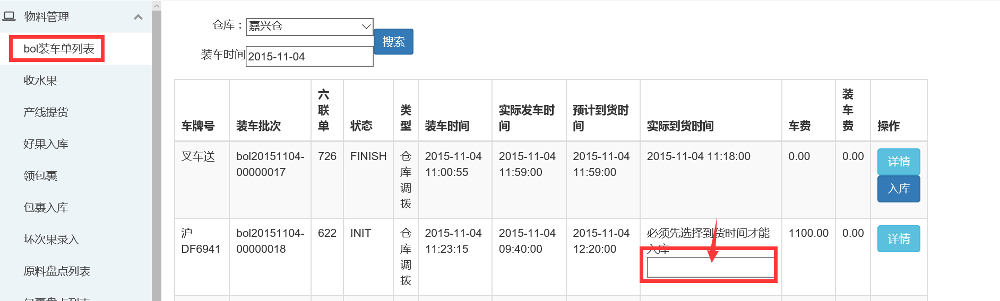 物料管理
bol装车单列表
收水果
产线提货
好果入库
领包裹
包裹入库
坏次果录入
原料盘点列表
包裹盘点列表
仓库：
嘉兴仓
装车时间
2015-11-04
搜索
车牌号
装车批次
六
联
单
状态
类
型
装车时间
实际发车时
间
预计到货时
间
实际到货时间
车费
装
车
费
操作
叉车送
bol20151104-
00000017
726
FINISH
仓
库
调
拨
2015-11-04
11:00:55
2015-11-04
11:59:00
2015-11-04
11:59:00
2015-11-04 11:18:00
0.00
0.00
详情
入库
沪
DF6941
bol20151104-
00000018
622
INIT
仓
库
调
拨
2015-11-04
11:23:15
2015-11-04
09:40:00
2015-11-04
12:20:00
必须先选择到货时间才能
入库
1100.00
0.00
详情